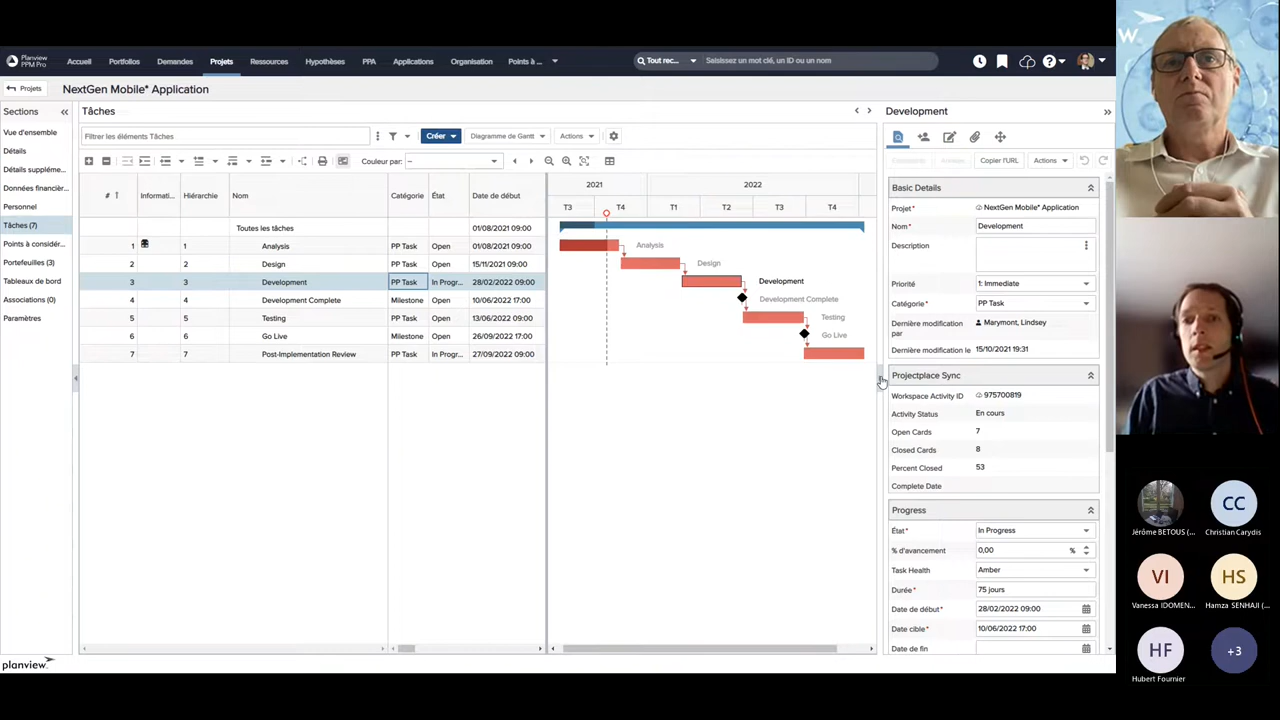 Planview PPM Pro Accueil Portfolios Demandes Projets Ressources Hypothèses PPA Applications Organisation Points à ... Tout rec... Saisissez un mot clé, un ID ou un nom
Projets NextGen Mobile* Application
Sections
Vue d'ensemble
Détails
Détails suppléme...
Données financièr...
Personnel
Tâches (7)
Points à considér...
Portefeuilles (3)
Tableaux de bord
Associations (0)
Paramètres
Tâches
Filtrer les éléments Tâches Créer Diagramme de Gantt Actions
Couleur par: --
# Informati... Hiérarchie Nom Catégorie État Date de début
2021 2022
T3 T4 T1 T2 T3 T4
Toutes les tâches 01/08/2021 09:00
1 1 Analysis PP Task Open 01/08/2021 09:00 Analysis
2 2 Design PP Task Open 15/11/2021 09:00 Design
3 3 Development PP Task In Progr... 28/02/2022 09:00 Development
4 4 Development Complete Milestone Open 10/06/2022 17:00 Development Complete
5 5 Testing PP Task Open 13/06/2022 09:00 Testing
6 6 Go Live Milestone Open 26/09/2022 17:00 Go Live
7 7 Post-Implementation Review PP Task In Progr... 27/09/2022 09:00
Development
Copier l'URL Actions
Basic Details
Projet* NextGen Mobile* Application
Nom* Development
Description
Priorité 1: Immediate
Catégorie* PP Task
Dernière modification par Marymont, Lindsey
Dernière modification le 15/10/2021 19:31
Projectplace Sync
Workspace Activity ID 975700819
Activity Status En cours
Open Cards 7
Closed Cards 8
Percent Closed 53
Complete Date
Progress
État* In Progress
% d'avancement 0,00 %
Task Health Amber
Durée* 75 jours
Date de début* 28/02/2022 09:00
Date cible* 10/06/2022 17:00
Date de fin
planview
W.
CC
Jérôme BETOUS (... Christian Carydis
VI HS
Vanessa IDOMEN... Hamza SENHAJI (...
HF +3
Hubert Fournier